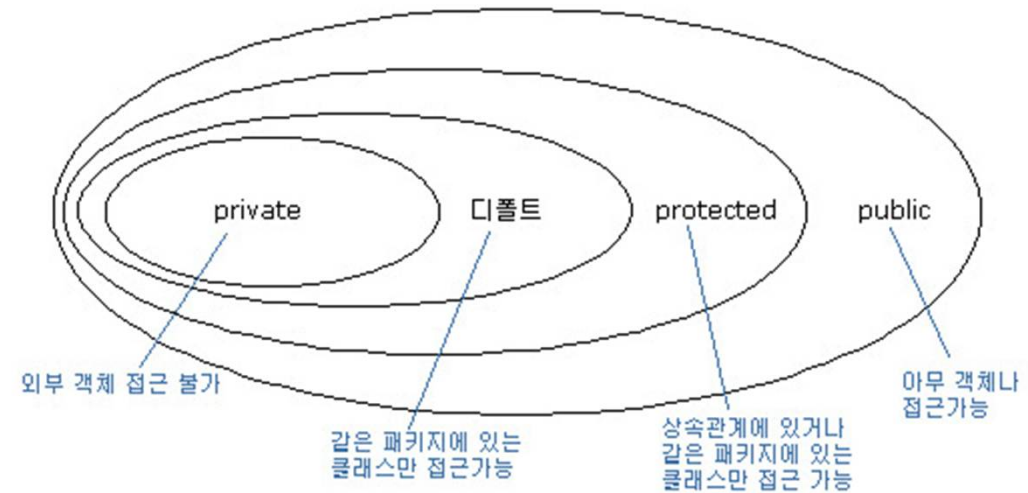 private
디폴트
protected
public
외부 객체 접근 불가
같은 패키지에 있는
클래스만 접근가능
상속관계에 있거나
같은 패키지에 있는
클래스만 접근 가능
아무 객체나
접근가능